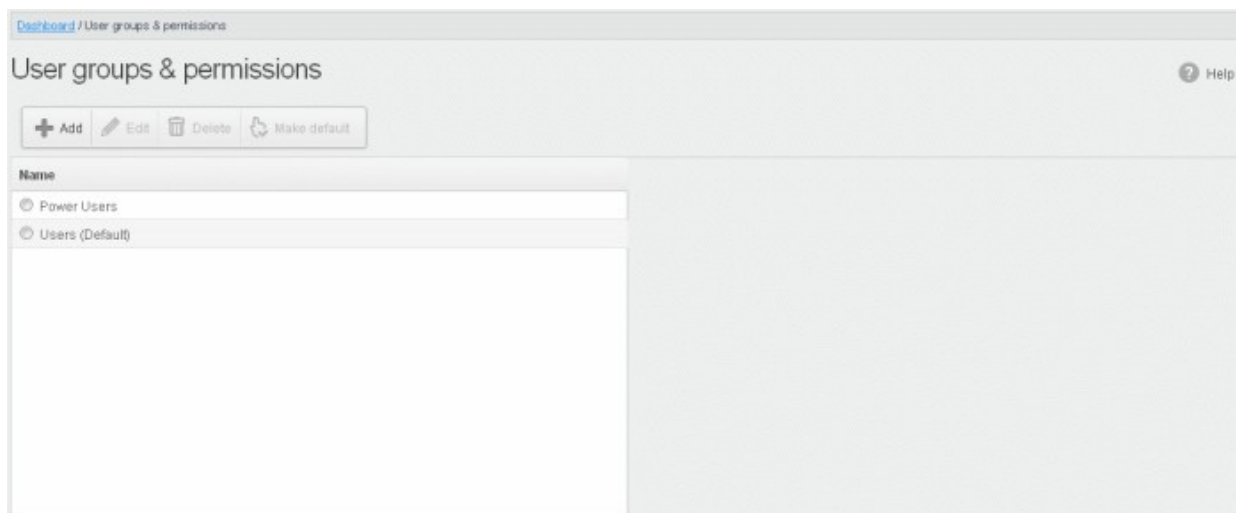 Dashboard / User groups & permissions
User groups & permissions
Help
Add Edit Delete Make default
Name
Power Users
Users (Default)